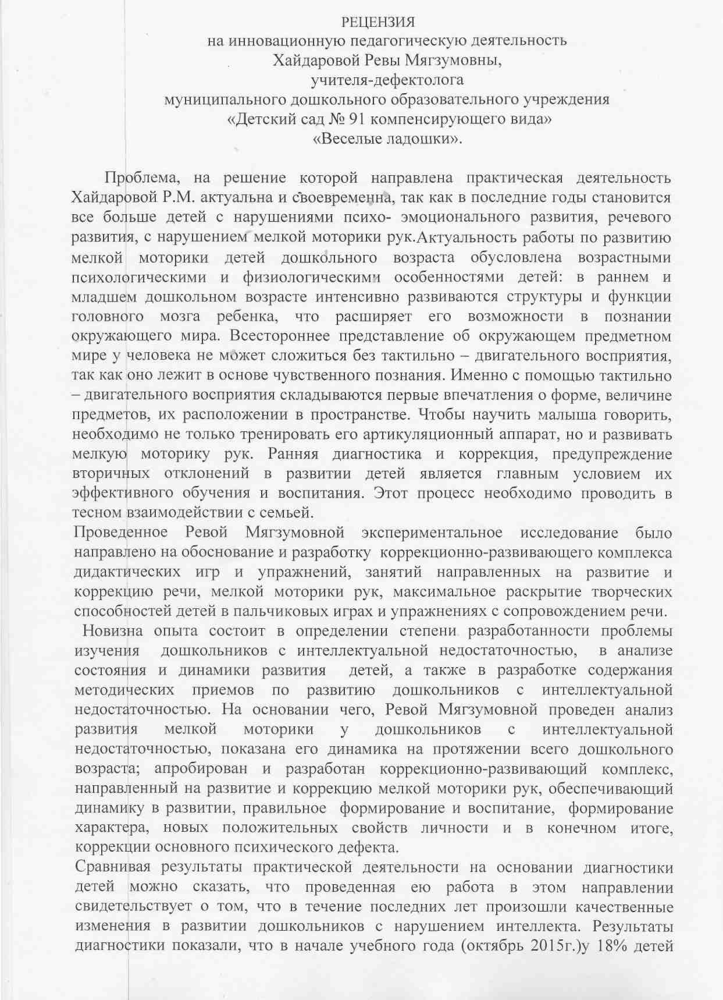 РЕЦЕНЗИЯ
на инновационную педагогическую деятельность
Хайдаровой Ревы Мягзумовны,
учителя-дефектолога
муниципального дошкольного образовательного учреждения
«Детский сад № 91 компенсирующего вида»
«Веселые ладошки».
Проблема, на решение которой направлена практическая деятельность
Хайдаровой Р.М. актуальна и своевременна, так как в последние годы становится
все больше детей с нарушениями психо- эмоционального развития, речевого
развития, с нарушением мелкой моторики рук.Актуальность работы по развитию
мелкой моторики детей дошкольного возраста обусловлена возрастными
психологическими и физиологическими особенностями детей: в раннем и
младшем дошкольном возрасте интенсивно развиваются структуры и функции
головного мозга ребенка, что расширяет его возможности в познании
окружающего мира. Всестороннее представление об окружающем предметном
мире у человека не может сложиться без тактильно – двигательного восприятия,
так как оно лежит в основе чувственного познания. Именно с помощью тактильно
– двигательного восприятия складываются первые впечатления о форме, величине
предметов, их расположении в пространстве. Чтобы научить малыша говорить,
необходимо не только тренировать его артикуляционный аппарат, но и развивать
мелкую моторику рук. Ранняя диагностика и коррекция, предупреждение
вторичных отклонений в развитии детей является главным условием их
эффективного обучения и воспитания. Этот процесс необходимо проводить в
тесном взаимодействии с семьей.
Проведенное Ревой Мягзумовной экспериментальное исследование было
направлено на обоснование и разработку коррекционно-развивающего комплекса
дидактических игр и упражнений, занятий направленных на развитие и
коррекцию речи, мелкой моторики рук, максимальное раскрытие творческих
способностей детей в пальчиковых играх и упражнениях с сопровождением речи.
Новизна опыта состоит в определении степени разработанности проблемы
изучения дошкольников с интеллектуальной недостаточностью, в анализе
состояния и динамики развития детей, а также в разработке содержания
методических приемов по развитию дошкольников с интеллектуальной
недостаточностью. На основании чего, Ревой Мягзумовной проведен анализ
развития мелкой моторики у дошкольников с интеллектуальной
недостаточностью, показана его динамика на протяжении всего дошкольного
возраста; апробирован и разработан коррекционно-развивающий комплекс,
направленный на развитие и коррекцию мелкой моторики рук, обеспечивающий
динамику в развитии, правильное формирование и воспитание, формирование
характера, новых положительных свойств личности и в конечном итоге,
коррекции основного психического дефекта.
Сравнивая результаты практической деятельности на основании диагностики
детей можно сказать, что проведенная ею работа в этом направлении
свидетельствует о том, что в течение последних лет произошли качественные
изменения в развитии дошкольников с нарушением интеллекта. Результаты
диагностики показали, что в начале учебного года (октябрь 2015г.)у 18% детей